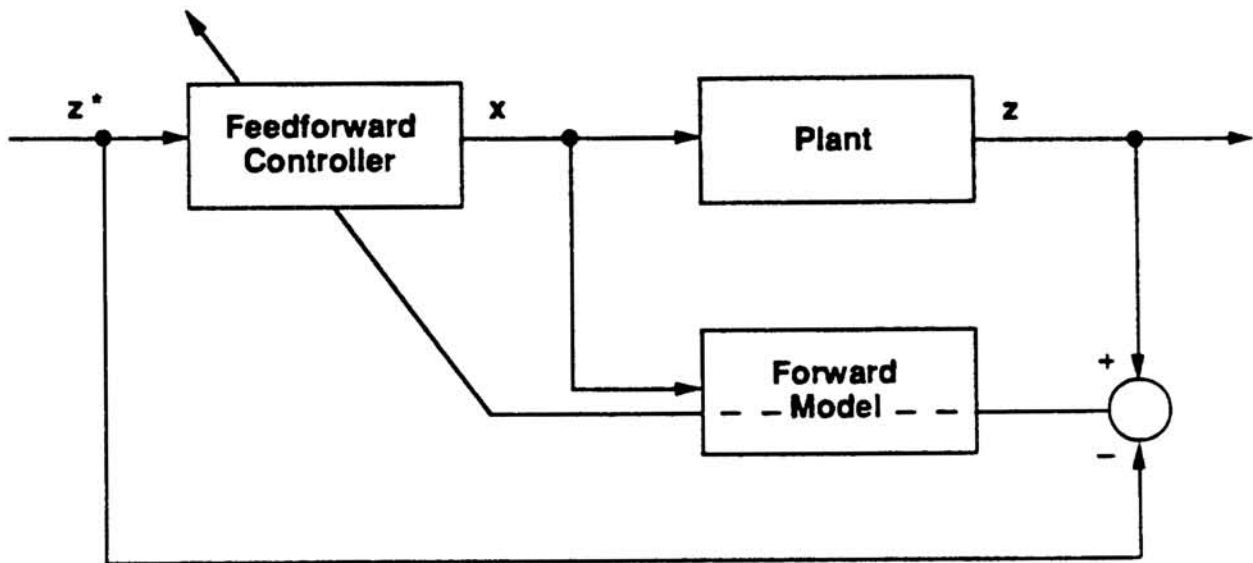 z*
Feedforward
Controller
x
Plant
z
Forward
Model
+
−